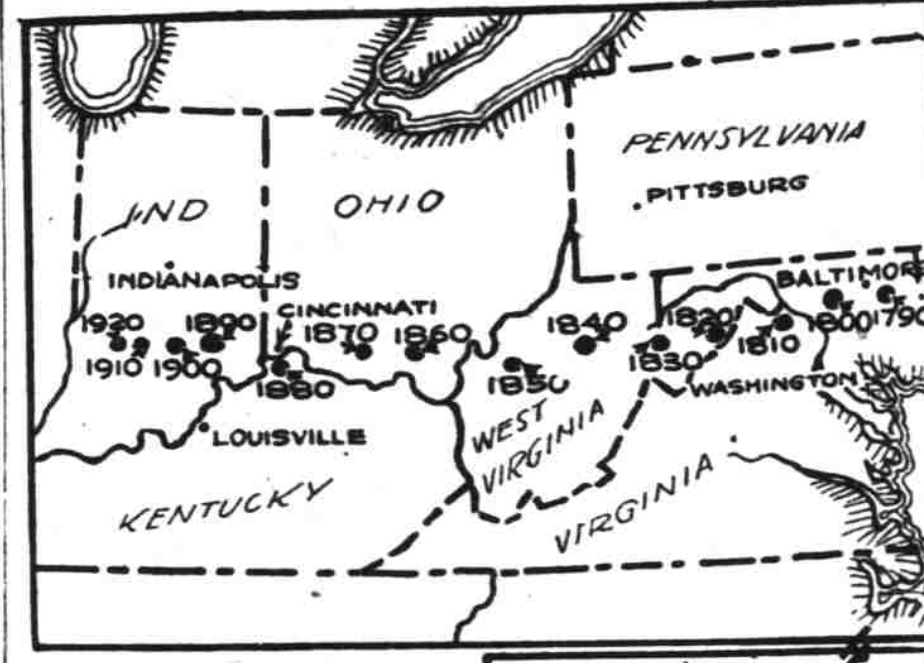 PENNSYLVANIA
PITTSBURG
IND
OHIO
INDIANAPOLIS
BALTIMOR
CINCINNATI
1920
1890
1870
1860
1840
1820
1800
1790
1910
1900
1880
1850
1830
1810
WASHINGTON
LOUISVILLE
WEST
VIRGINIA
KENTUCKY
VIRGINIA